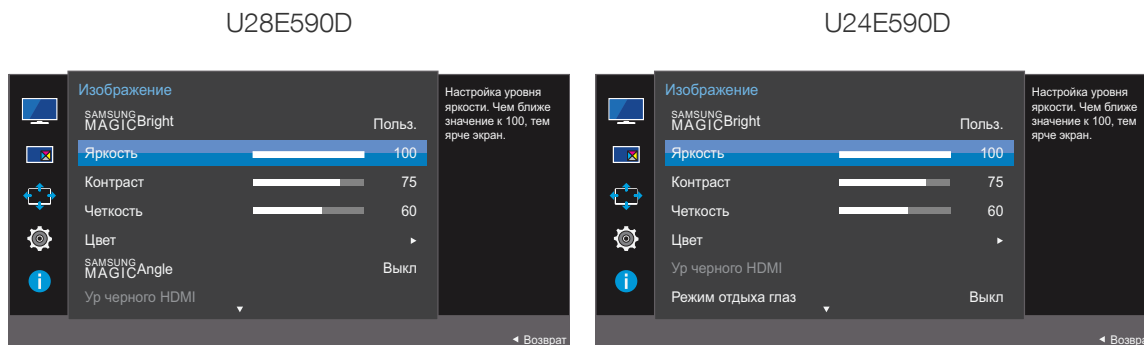 U28E590D
Изображение
SAMSUNG
MAGICBright Польз.
Яркость 100
Контраст 75
Четкость 60
Цвет
SAMSUNG
MAGICAngle Выкл
Ур черного HDMI
Настройка уровня
яркости. Чем ближе
значение к 100, тем
ярче экран.
Возврат
U24E590D
Изображение
SAMSUNG
MAGICBright Польз.
Яркость 100
Контраст 75
Четкость 60
Цвет
Ур черного HDMI
Режим отдыха глаз Выкл
Настройка уровня
яркости. Чем ближе
значение к 100, тем
ярче экран.
Возвра